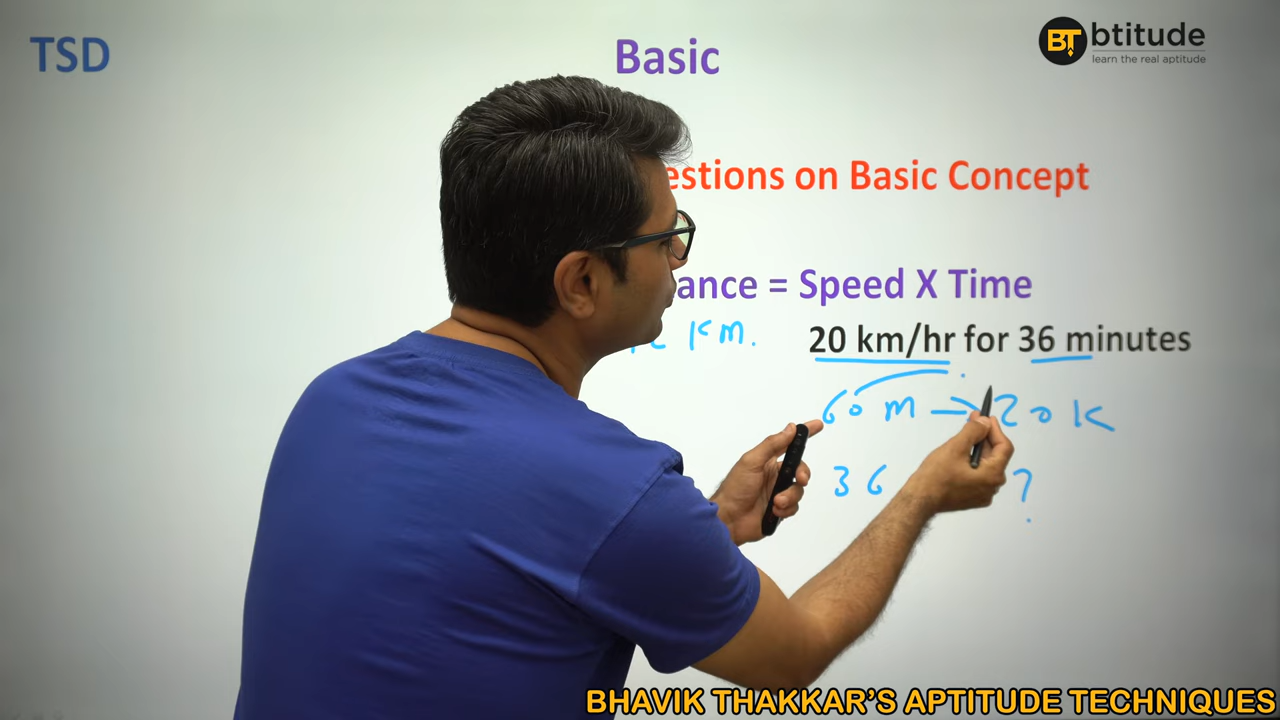 TSD
Basic
BT btitude
learn the real aptitude
estions on Basic Concept
ance = Speed X Time
KM.
20 km/hr for 36 minutes
60 m → 20 K
36 ?
BHAVIK THAKKAR'S APTITUDE TECHNIQUES